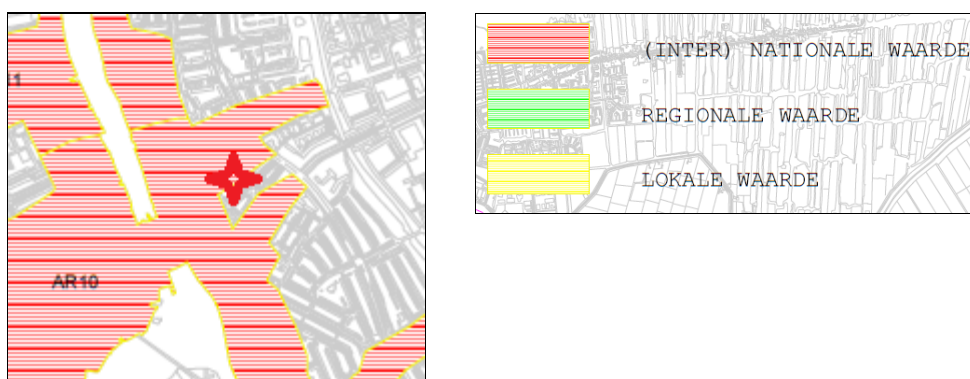 AR10
(INTER) NATIONALE WAARDE
REGIONALE WAARDE
LOKALE WAARDE